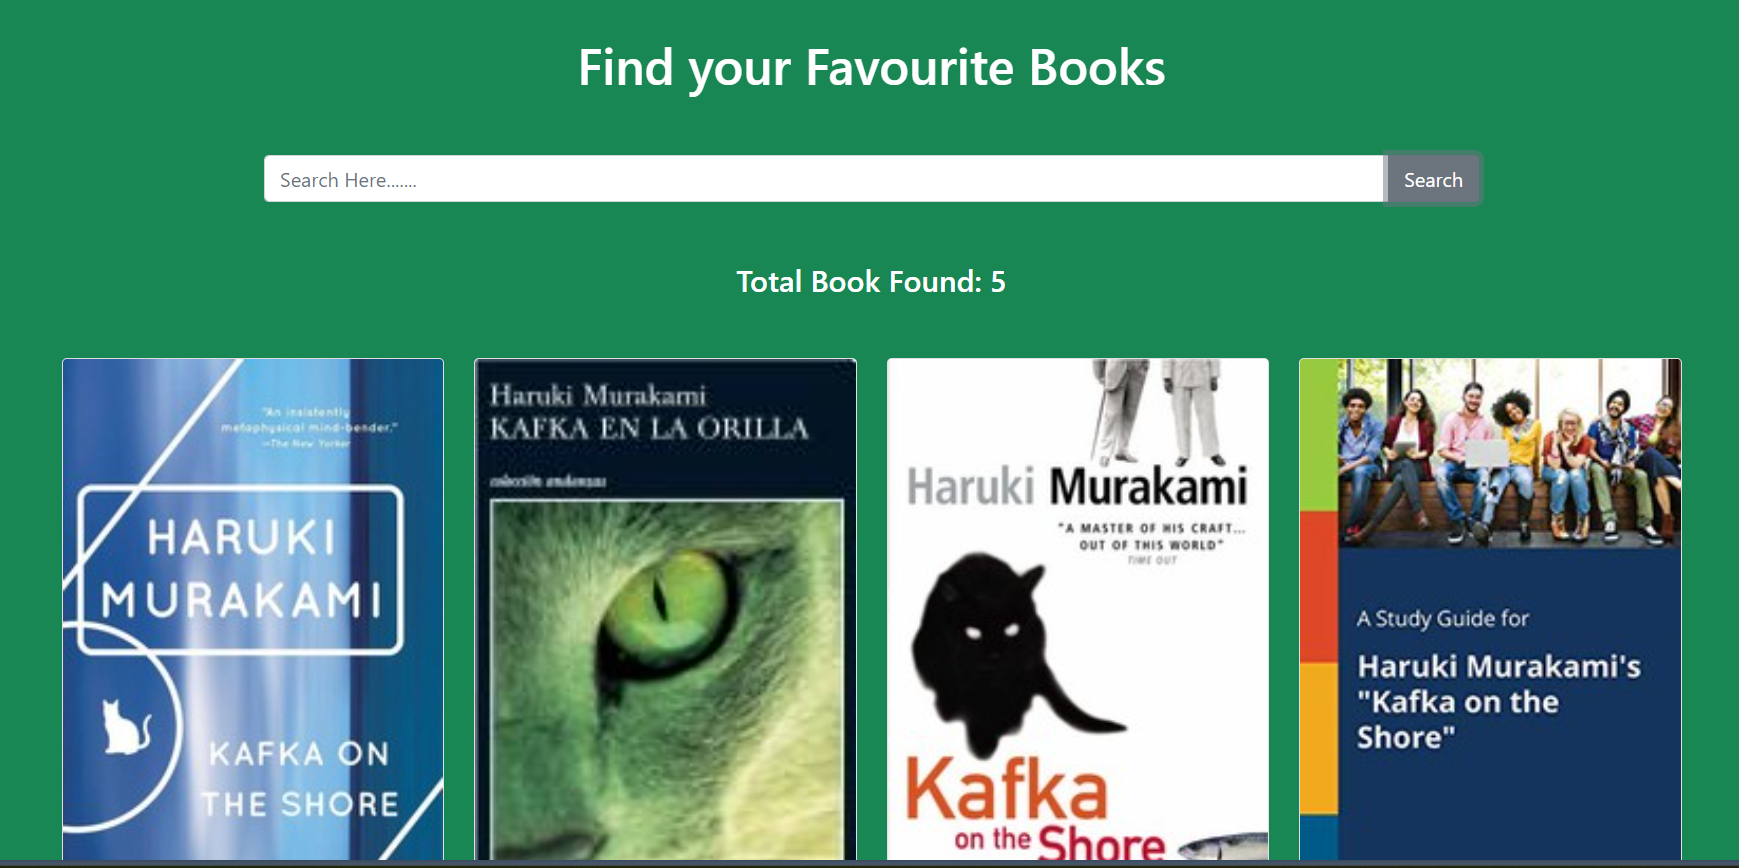 Find your Favourite Books
Search Here.......
Search
Total Book Found: 5
"An insistently
metaphysical mind-bender."
—The New Yorker
HARUKI
MURAKAMI
KAFKA ON
THE SHORE
Haruki Murakami
KAFKA EN LA ORILLA
colección andanzas
Haruki Murakami
"A MASTER OF HIS CRAFT...
OUT OF THIS WORLD"
TIME OUT
Kafka
on the Shore
A Study Guide for
Haruki Murakami's
"Kafka on the
Shore"